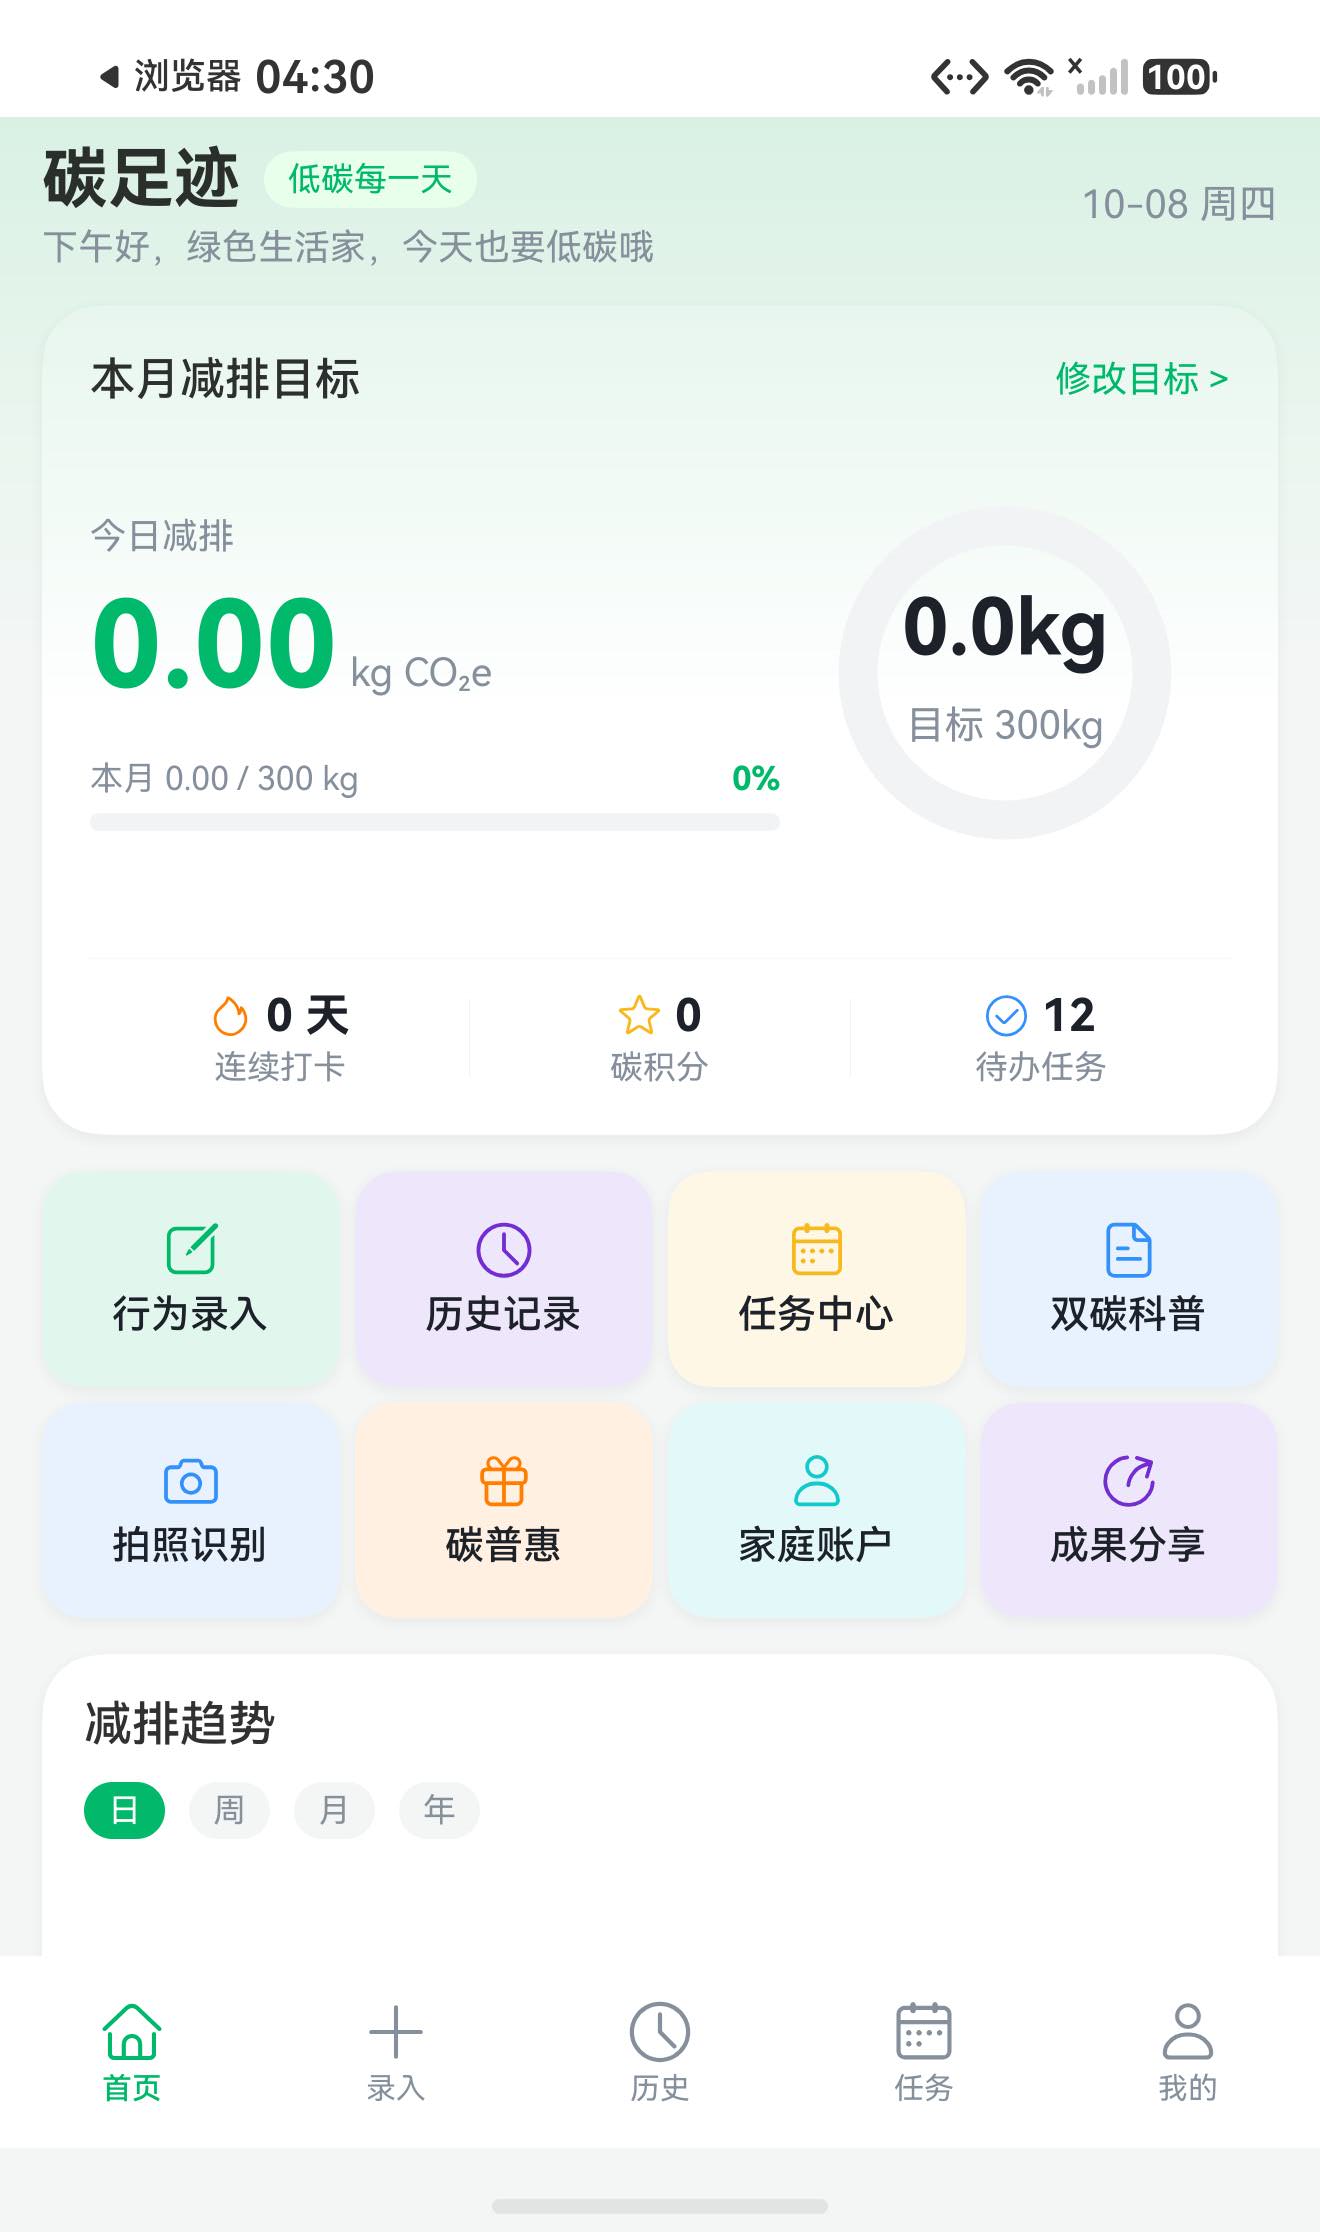 浏览器 04:30 100
碳足迹 低碳每一天
10-08 周四
下午好，绿色生活家，今天也要低碳哦
本月减排目标 修改目标 >
今日减排
0.00 kg CO₂e
0.0kg
目标 300kg
本月 0.00 / 300 kg 0%
0 天 0 12
连续打卡 碳积分 待办任务
行为录入 历史记录 任务中心 双碳科普
拍照识别 碳普惠 家庭账户 成果分享
减排趋势
日 周 月 年
首页 录入 历史 任务 我的